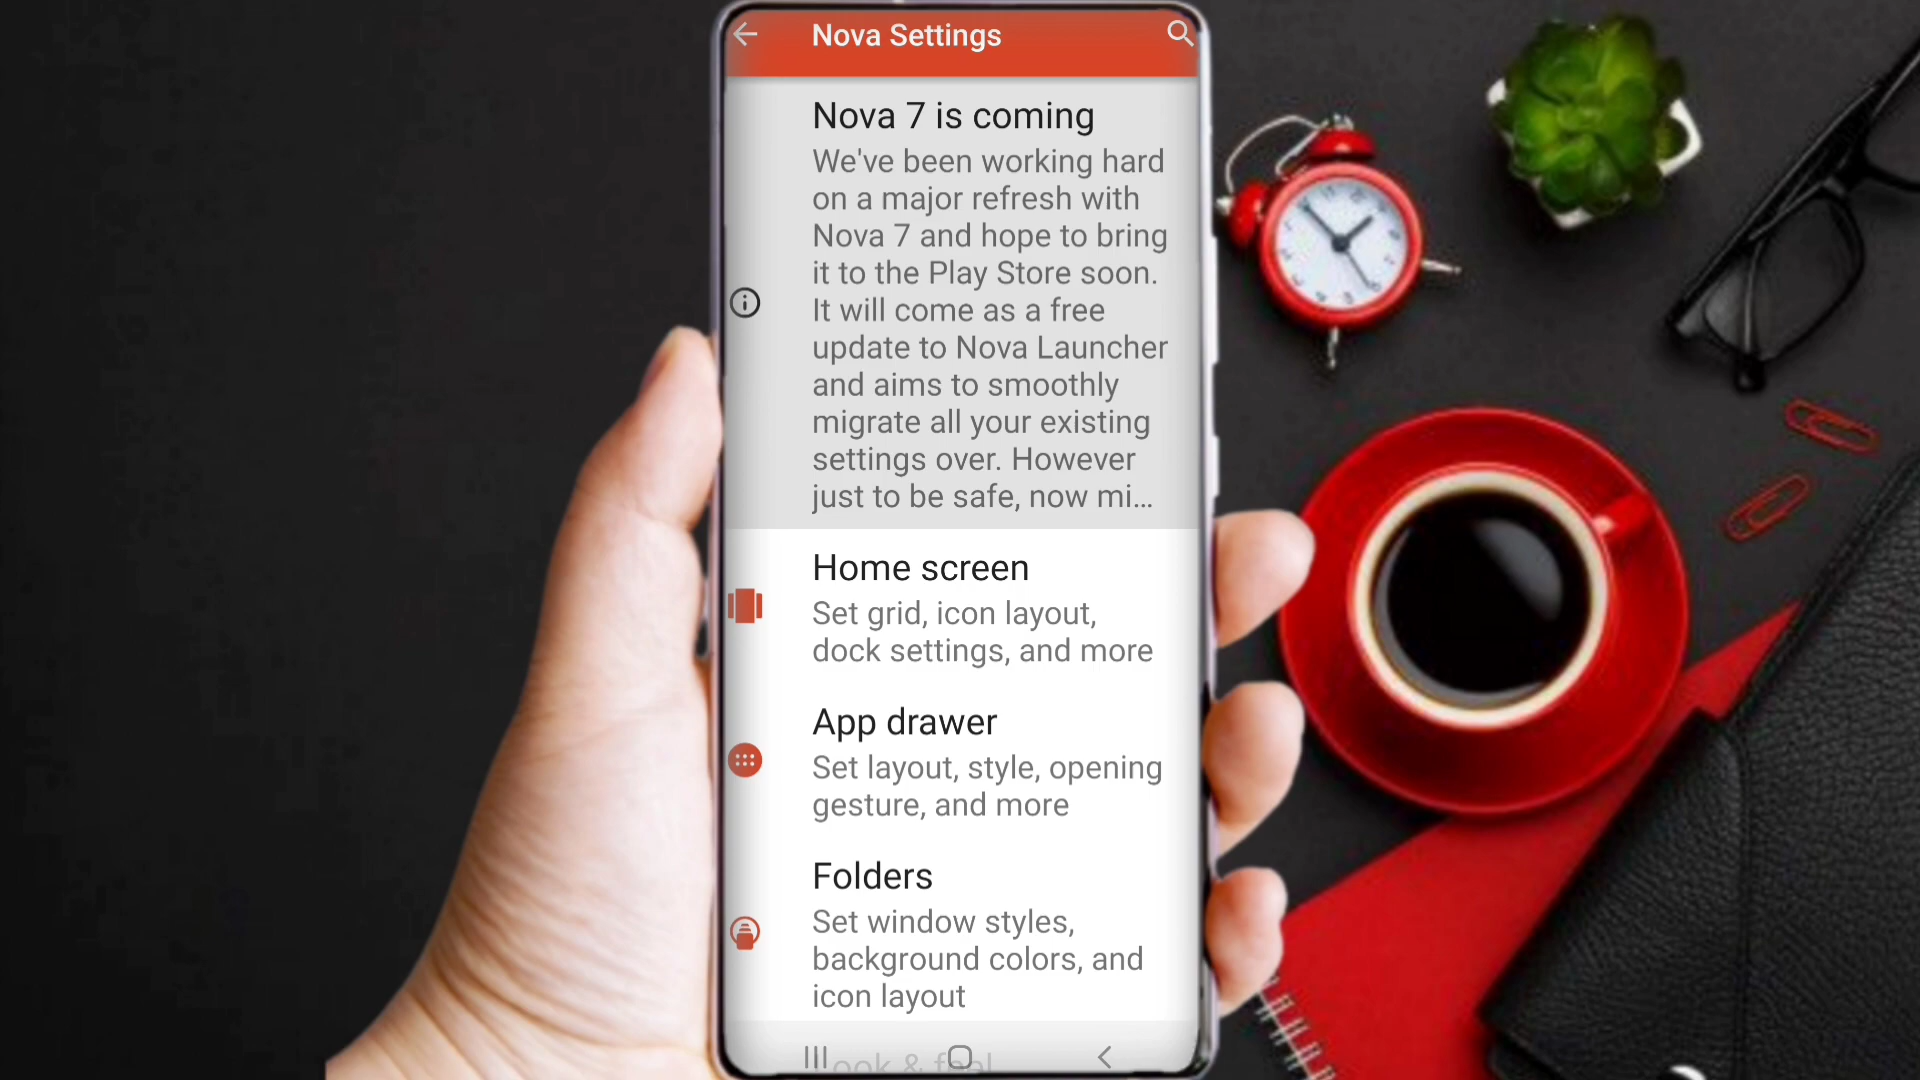 Nova Settings
Nova 7 is coming
We've been working hard
on a major refresh with
Nova 7 and hope to bring
it to the Play Store soon.
It will come as a free
update to Nova Launcher
and aims to smoothly
migrate all your existing
settings over. However
just to be safe, now mi...
Home screen
Set grid, icon layout,
dock settings, and more
App drawer
Set layout, style, opening
gesture, and more
Folders
Set window styles,
background colors, and
icon layout